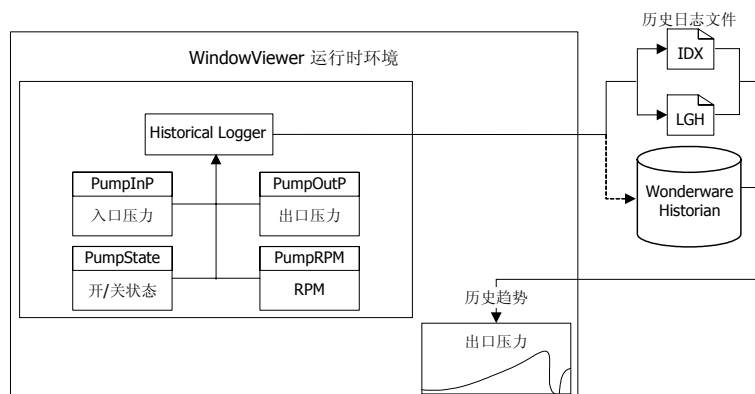 历史日志文件
WindowViewer 运行时环境
IDX
Historical Logger
LGH
PumpInP
PumpOutP
入口压力
出口压力
Wonderware
Historian
PumpState
PumpRPM
开/关状态
RPM
历史趋势
出口压力